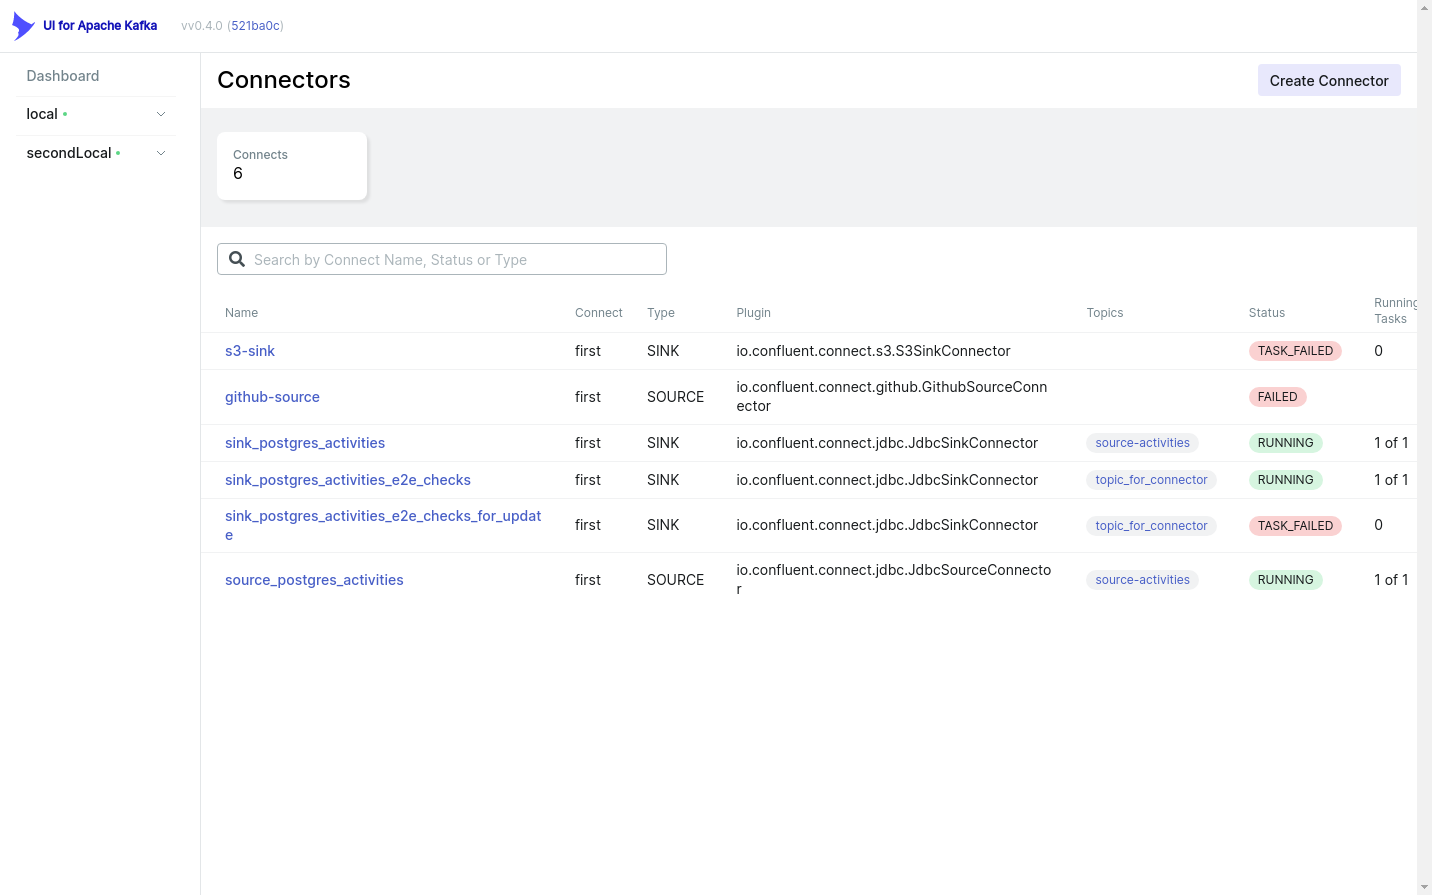 UI for Apache Kafka vv0.4.0 (521ba0c)
Dashboard
local
secondLocal
Connectors
Create Connector
Connects
6
Search by Connect Name, Status or Type
Name Connect Type Plugin Topics Status Running
Tasks
s3-sink first SINK io.confluent.connect.s3.S3SinkConnector TASK_FAILED 0
github-source first SOURCE io.confluent.connect.github.GithubSourceConn
ector FAILED
sink_postgres_activities first SINK io.confluent.connect.jdbc.JdbcSinkConnector source-activities RUNNING 1 of 1
sink_postgres_activities_e2e_checks first SINK io.confluent.connect.jdbc.JdbcSinkConnector topic_for_connector RUNNING 1 of 1
sink_postgres_activities_e2e_checks_for_updat
e first SINK io.confluent.connect.jdbc.JdbcSinkConnector topic_for_connector TASK_FAILED 0
source_postgres_activities first SOURCE io.confluent.connect.jdbc.JdbcSourceConnecto
r source-activities RUNNING 1 of 1